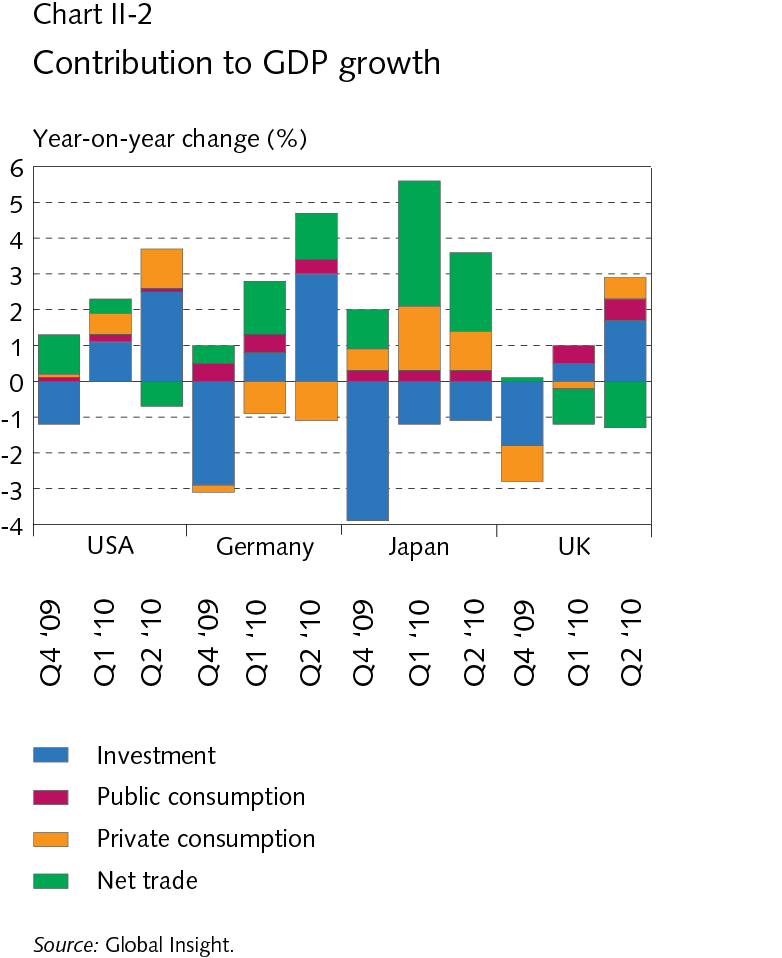 Chart II-2
Contribution to GDP growth
Year-on-year change (%)
6
5
4
3
2
1
0
-1
-2
-3
-4
USA Germany Japan UK
Q4 '09 Q1 '10 Q2 '10 Q4 '09 Q1 '10 Q2 '10 Q4 '09 Q1 '10 Q2 '10 Q4 '09 Q1 '10 Q2 '10
Investment
Public consumption
Private consumption
Net trade
Source: Global Insight.